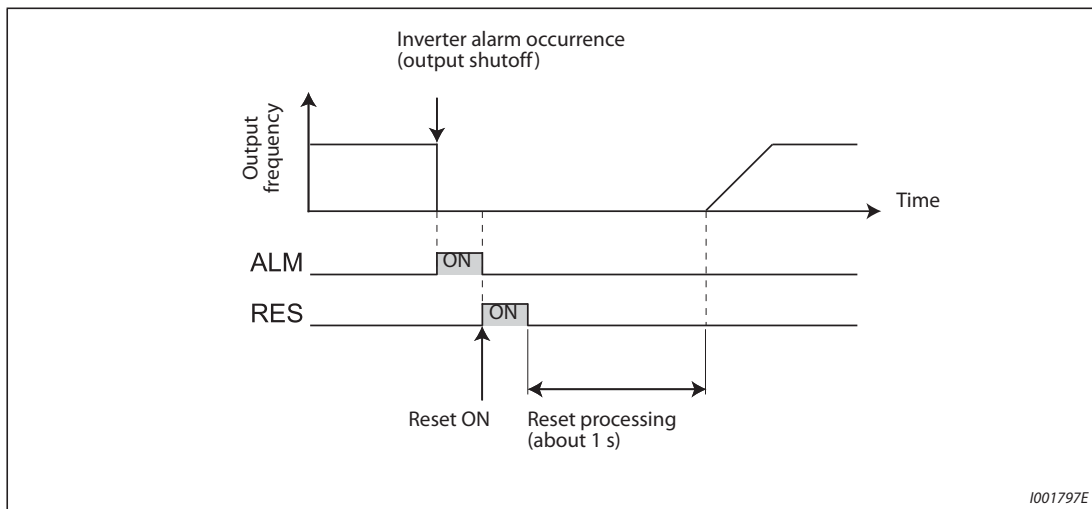 Inverter alarm occurrence
(output shutoff)
Output
frequency
Time
ALM
ON
RES
ON
Reset ON
Reset processing
(about 1 s)
I001797E